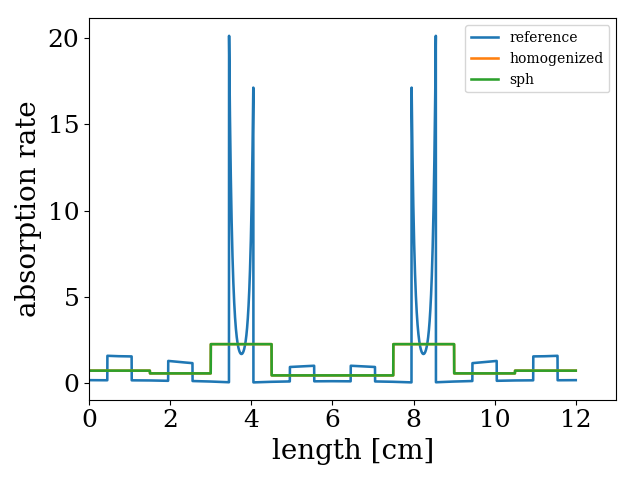 reference
homogenized
sph
absorption rate
20
15
10
5
0
0 2 4 6 8 10 12
length [cm]